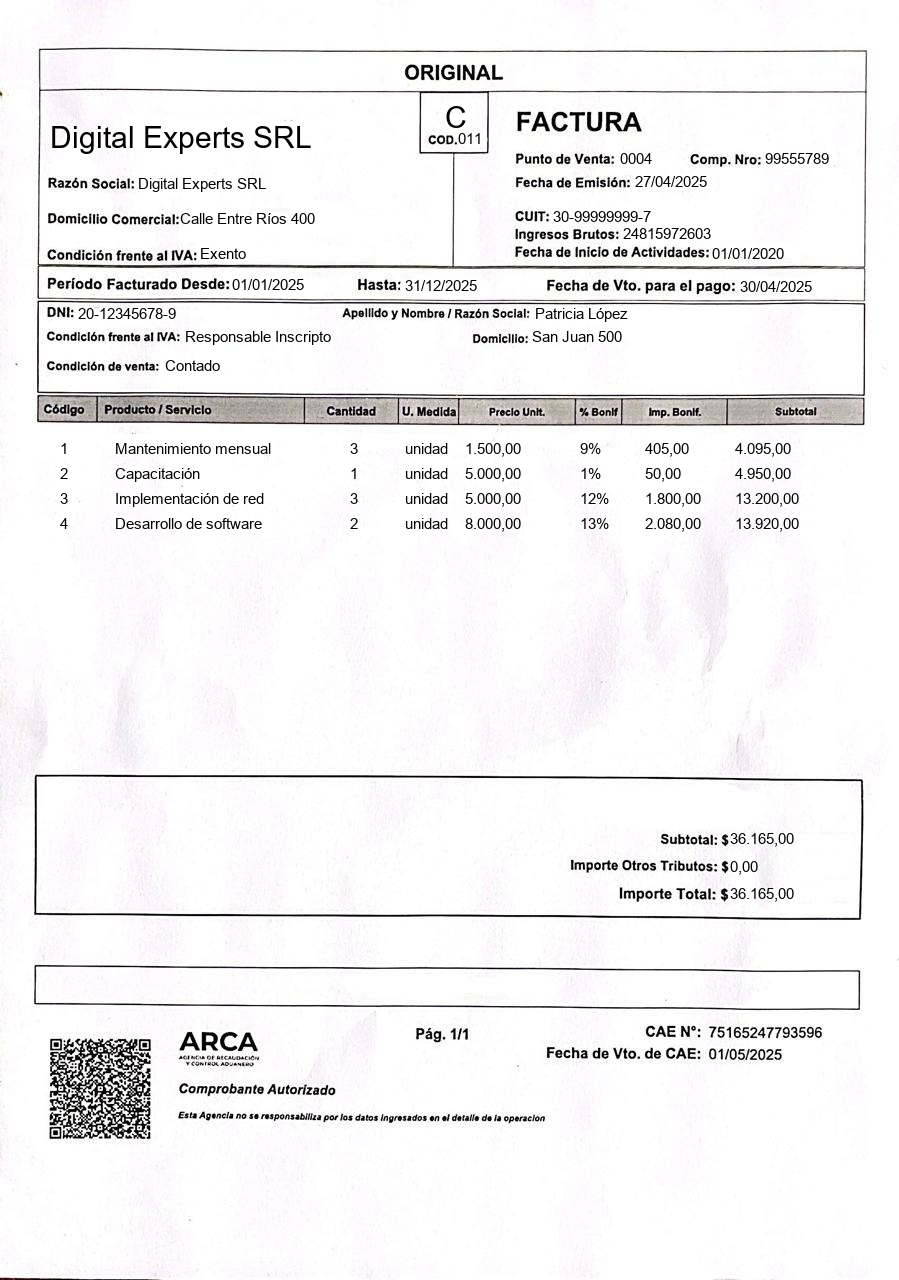 ORIGINAL
C
COD.011
Digital Experts SRL
Razón Social: Digital Experts SRL
Domicilio Comercial:Calle Entre Ríos 400
Condición frente al IVA: Exento
FACTURA
Punto de Venta: 0004 Comp. Nro: 99555789
Fecha de Emisión: 27/04/2025
CUIT: 30-99999999-7
Ingresos Brutos: 24815972603
Fecha de Inicio de Actividades: 01/01/2020
Período Facturado Desde: 01/01/2025 Hasta: 31/12/2025 Fecha de Vto. para el pago: 30/04/2025
DNI: 20-12345678-9 Apellido y Nombre / Razón Social: Patricia López
Condición frente al IVA: Responsable Inscripto Domicilio: San Juan 500
Condición de venta: Contado
Código Producto / Servicio Cantidad U. Medida Precio Unit. % Bonif Imp. Bonif. Subtotal
1 Mantenimiento mensual 3 unidad 1.500,00 9% 405,00 4.095,00
2 Capacitación 1 unidad 5.000,00 1% 50,00 4.950,00
3 Implementación de red 3 unidad 5.000,00 12% 1.800,00 13.200,00
4 Desarrollo de software 2 unidad 8.000,00 13% 2.080,00 13.920,00
Subtotal: $36.165,00
Importe Otros Tributos: $0,00
Importe Total: $36.165,00
ARCA
AGENCIA DE RECAUDACIÓN
Y CONTROL ADUANERO
Comprobante Autorizado
Esta Agencia no se responsabiliza por los datos ingresados en el detalle de la operación
Pág. 1/1
CAE N°: 75165247793596
Fecha de Vto. de CAE: 01/05/2025